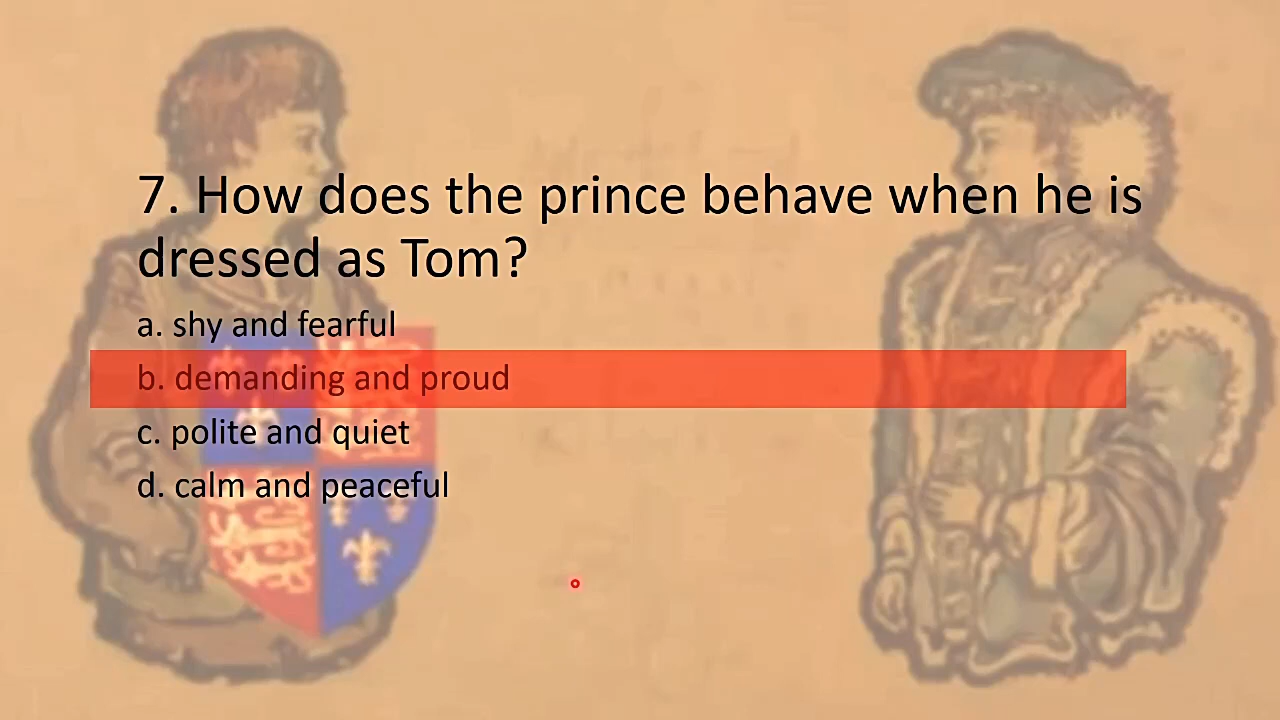 7. How does the prince behave when he is
dressed as Tom?
a. shy and fearful
b. demanding and proud
c. polite and quiet
d. calm and peaceful